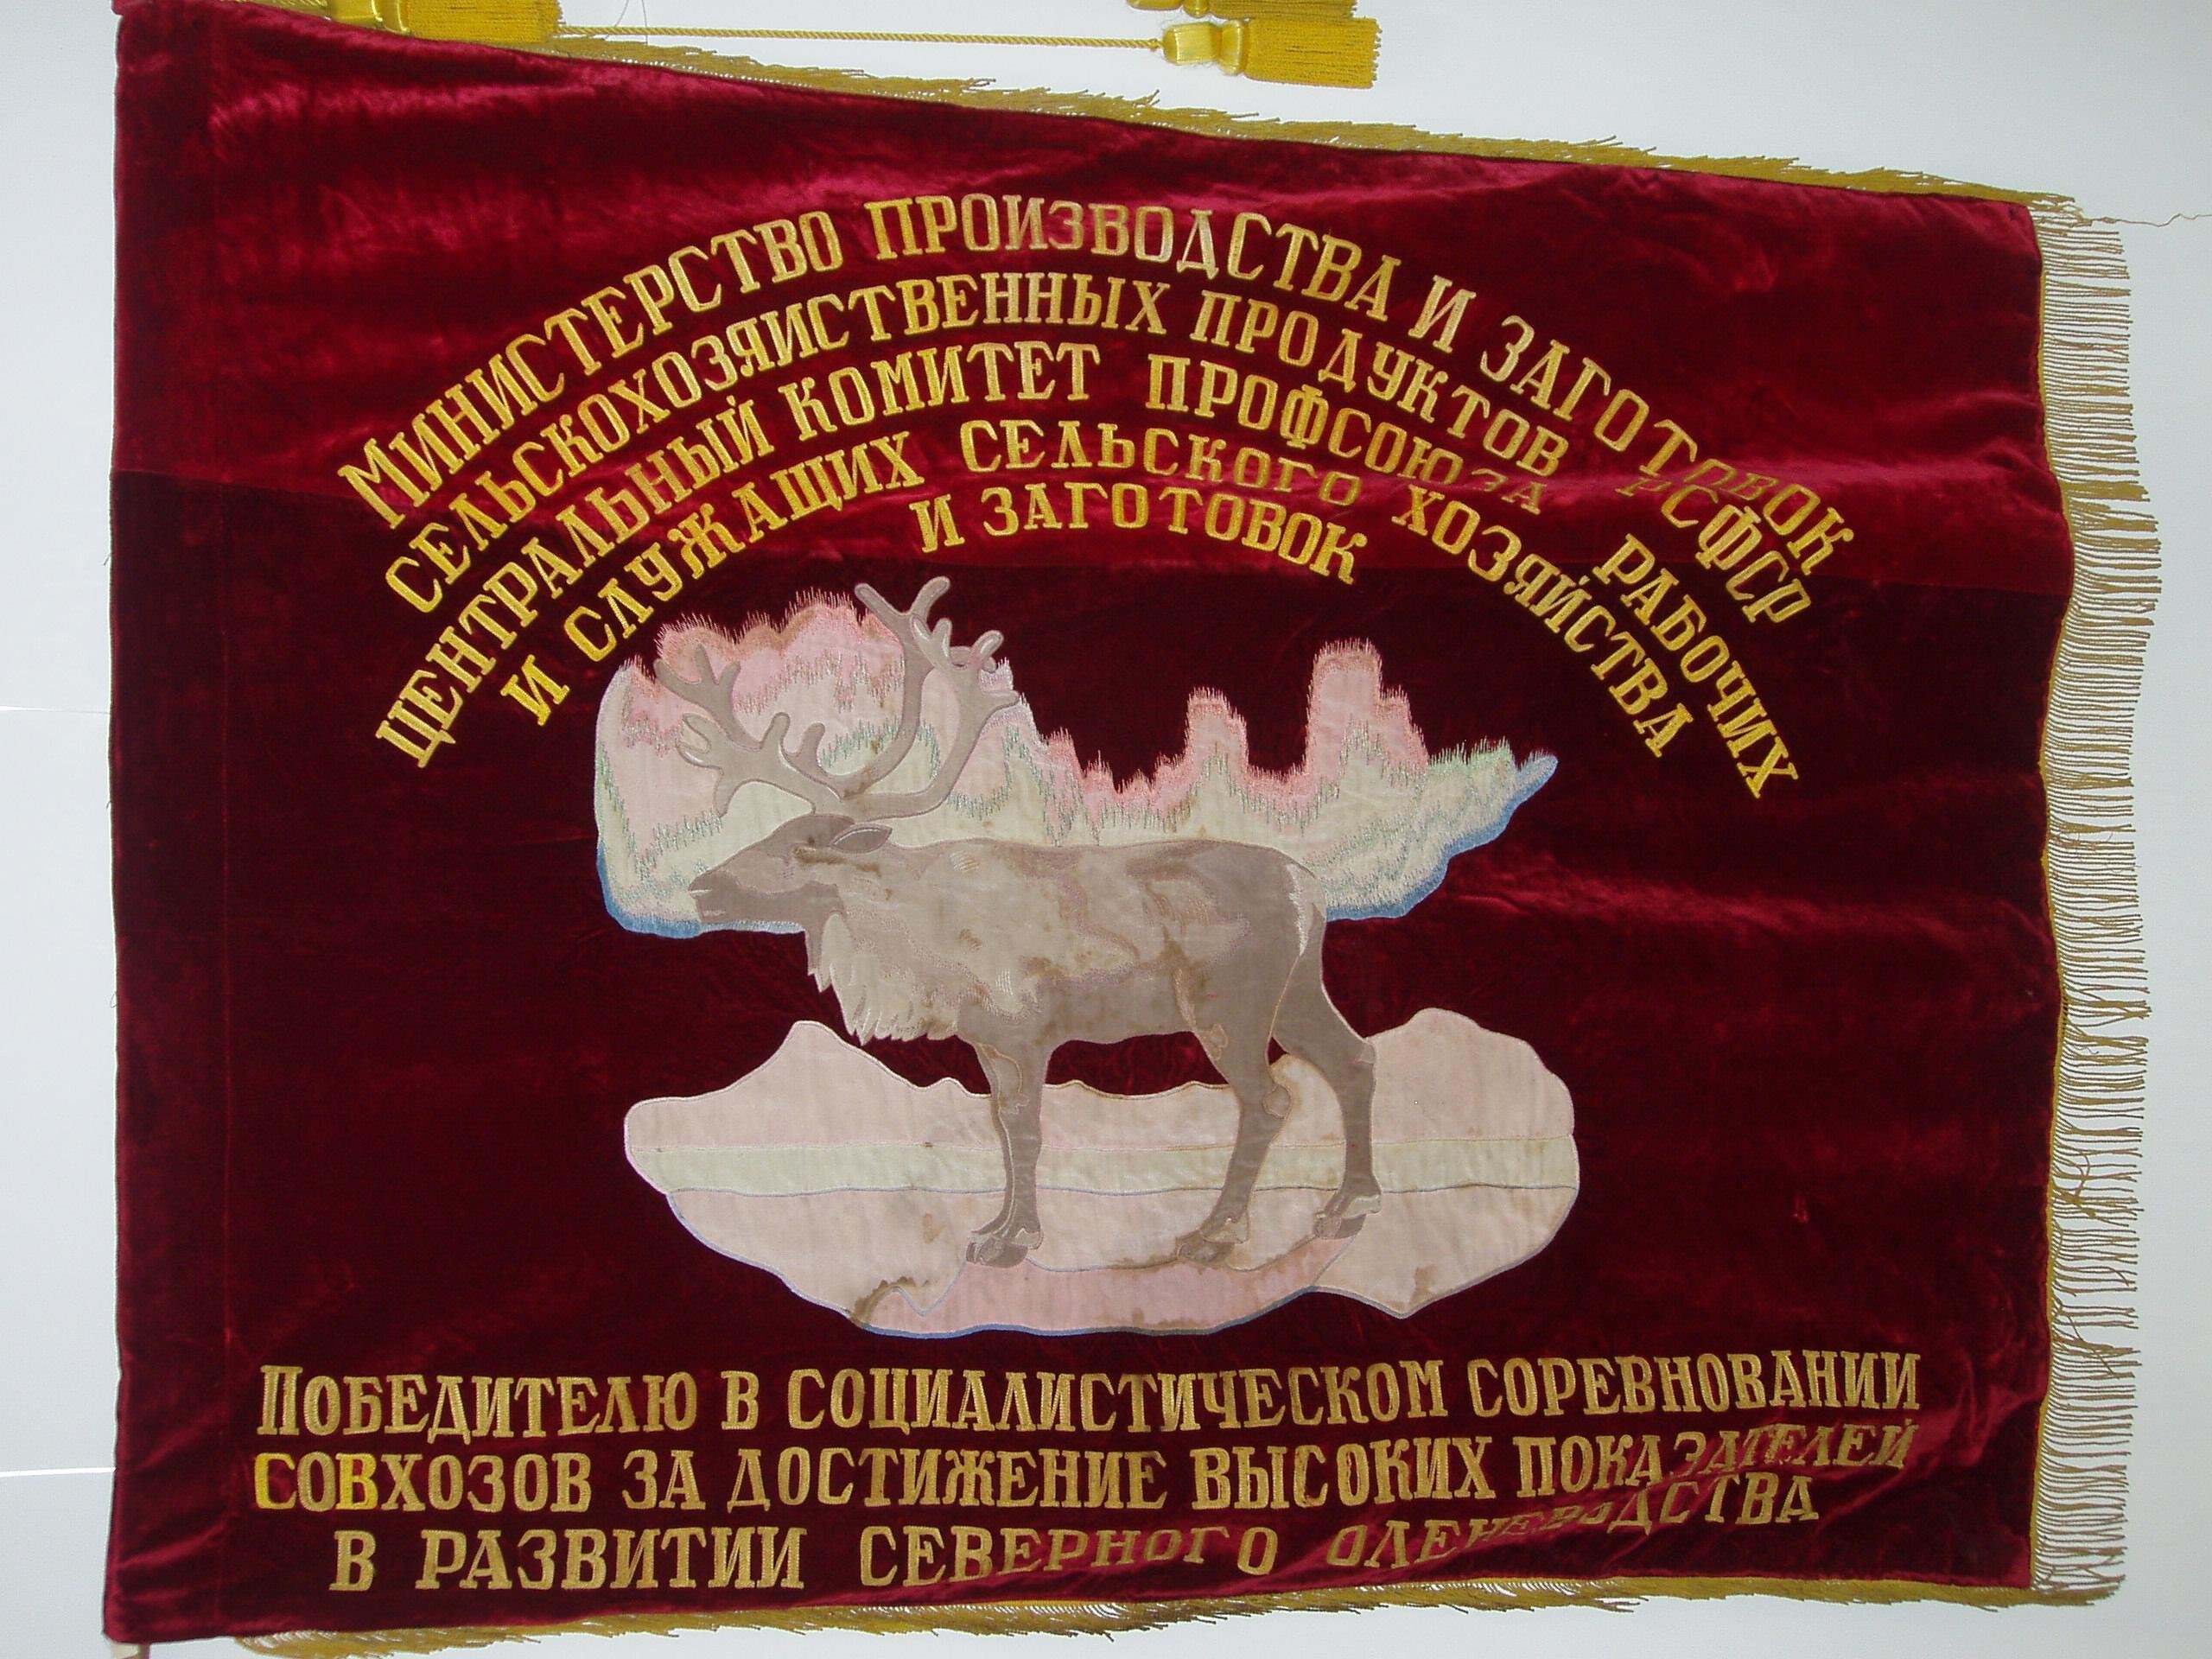 МИНИСТЕРСТВО ПРОИЗВОДСТВА И ЗАГОТОВОК
СЕЛЬСКОХОЗЯЙСТВЕННЫХ ПРОДУКТОВ РСФСР
ЦЕНТРАЛЬНЫЙ КОМИТЕТ ПРОФСОЮЗА РАБОЧИХ
И СЛУЖАЩИХ СЕЛЬСКОГО ХОЗЯЙСТВА
И ЗАГОТОВОК
ПОБЕДИТЕЛЮ В СОЦИАЛИСТИЧЕСКОМ СОРЕВНОВАНИИ
СОВХОЗОВ ЗА ДОСТИЖЕНИЕ ВЫСОКИХ ПОКАЗАТЕЛЕЙ
В РАЗВИТИИ СЕВЕРНОГО ОЛЕНЕВОДСТВА